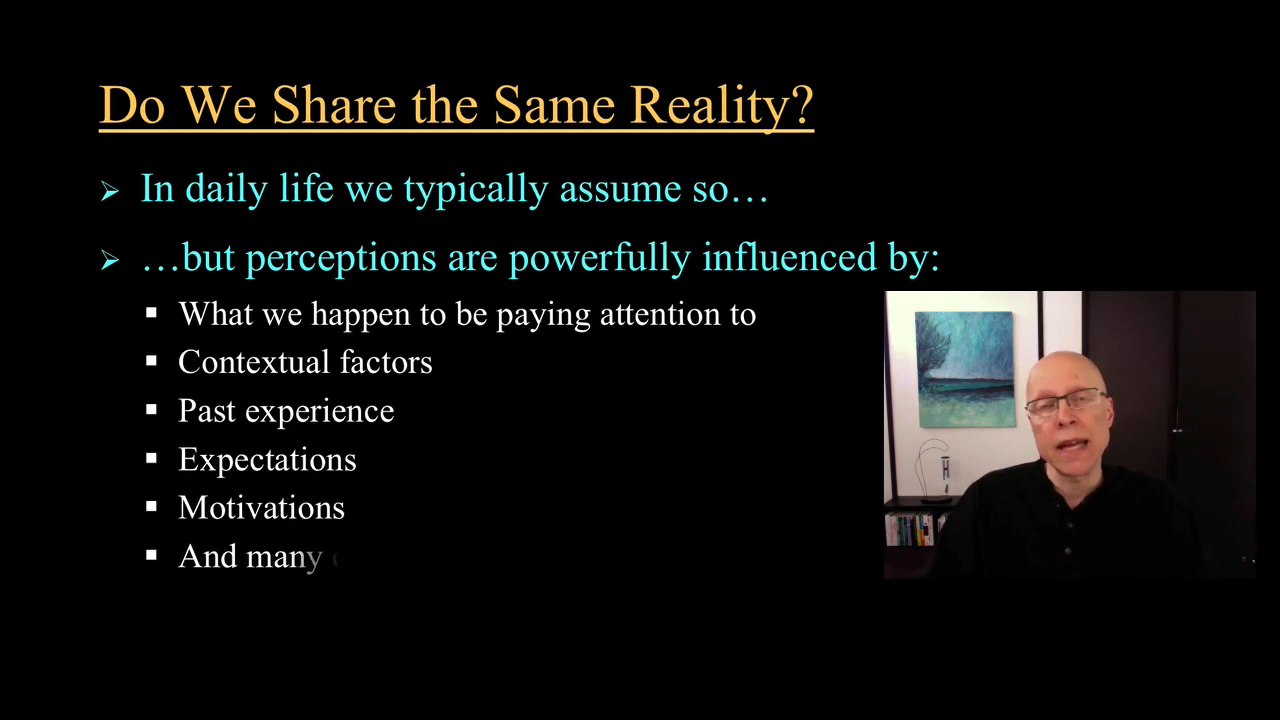 Do We Share the Same Reality?
In daily life we typically assume so…
…but perceptions are powerfully influenced by:
What we happen to be paying attention to
Contextual factors
Past experience
Expectations
Motivations
And many